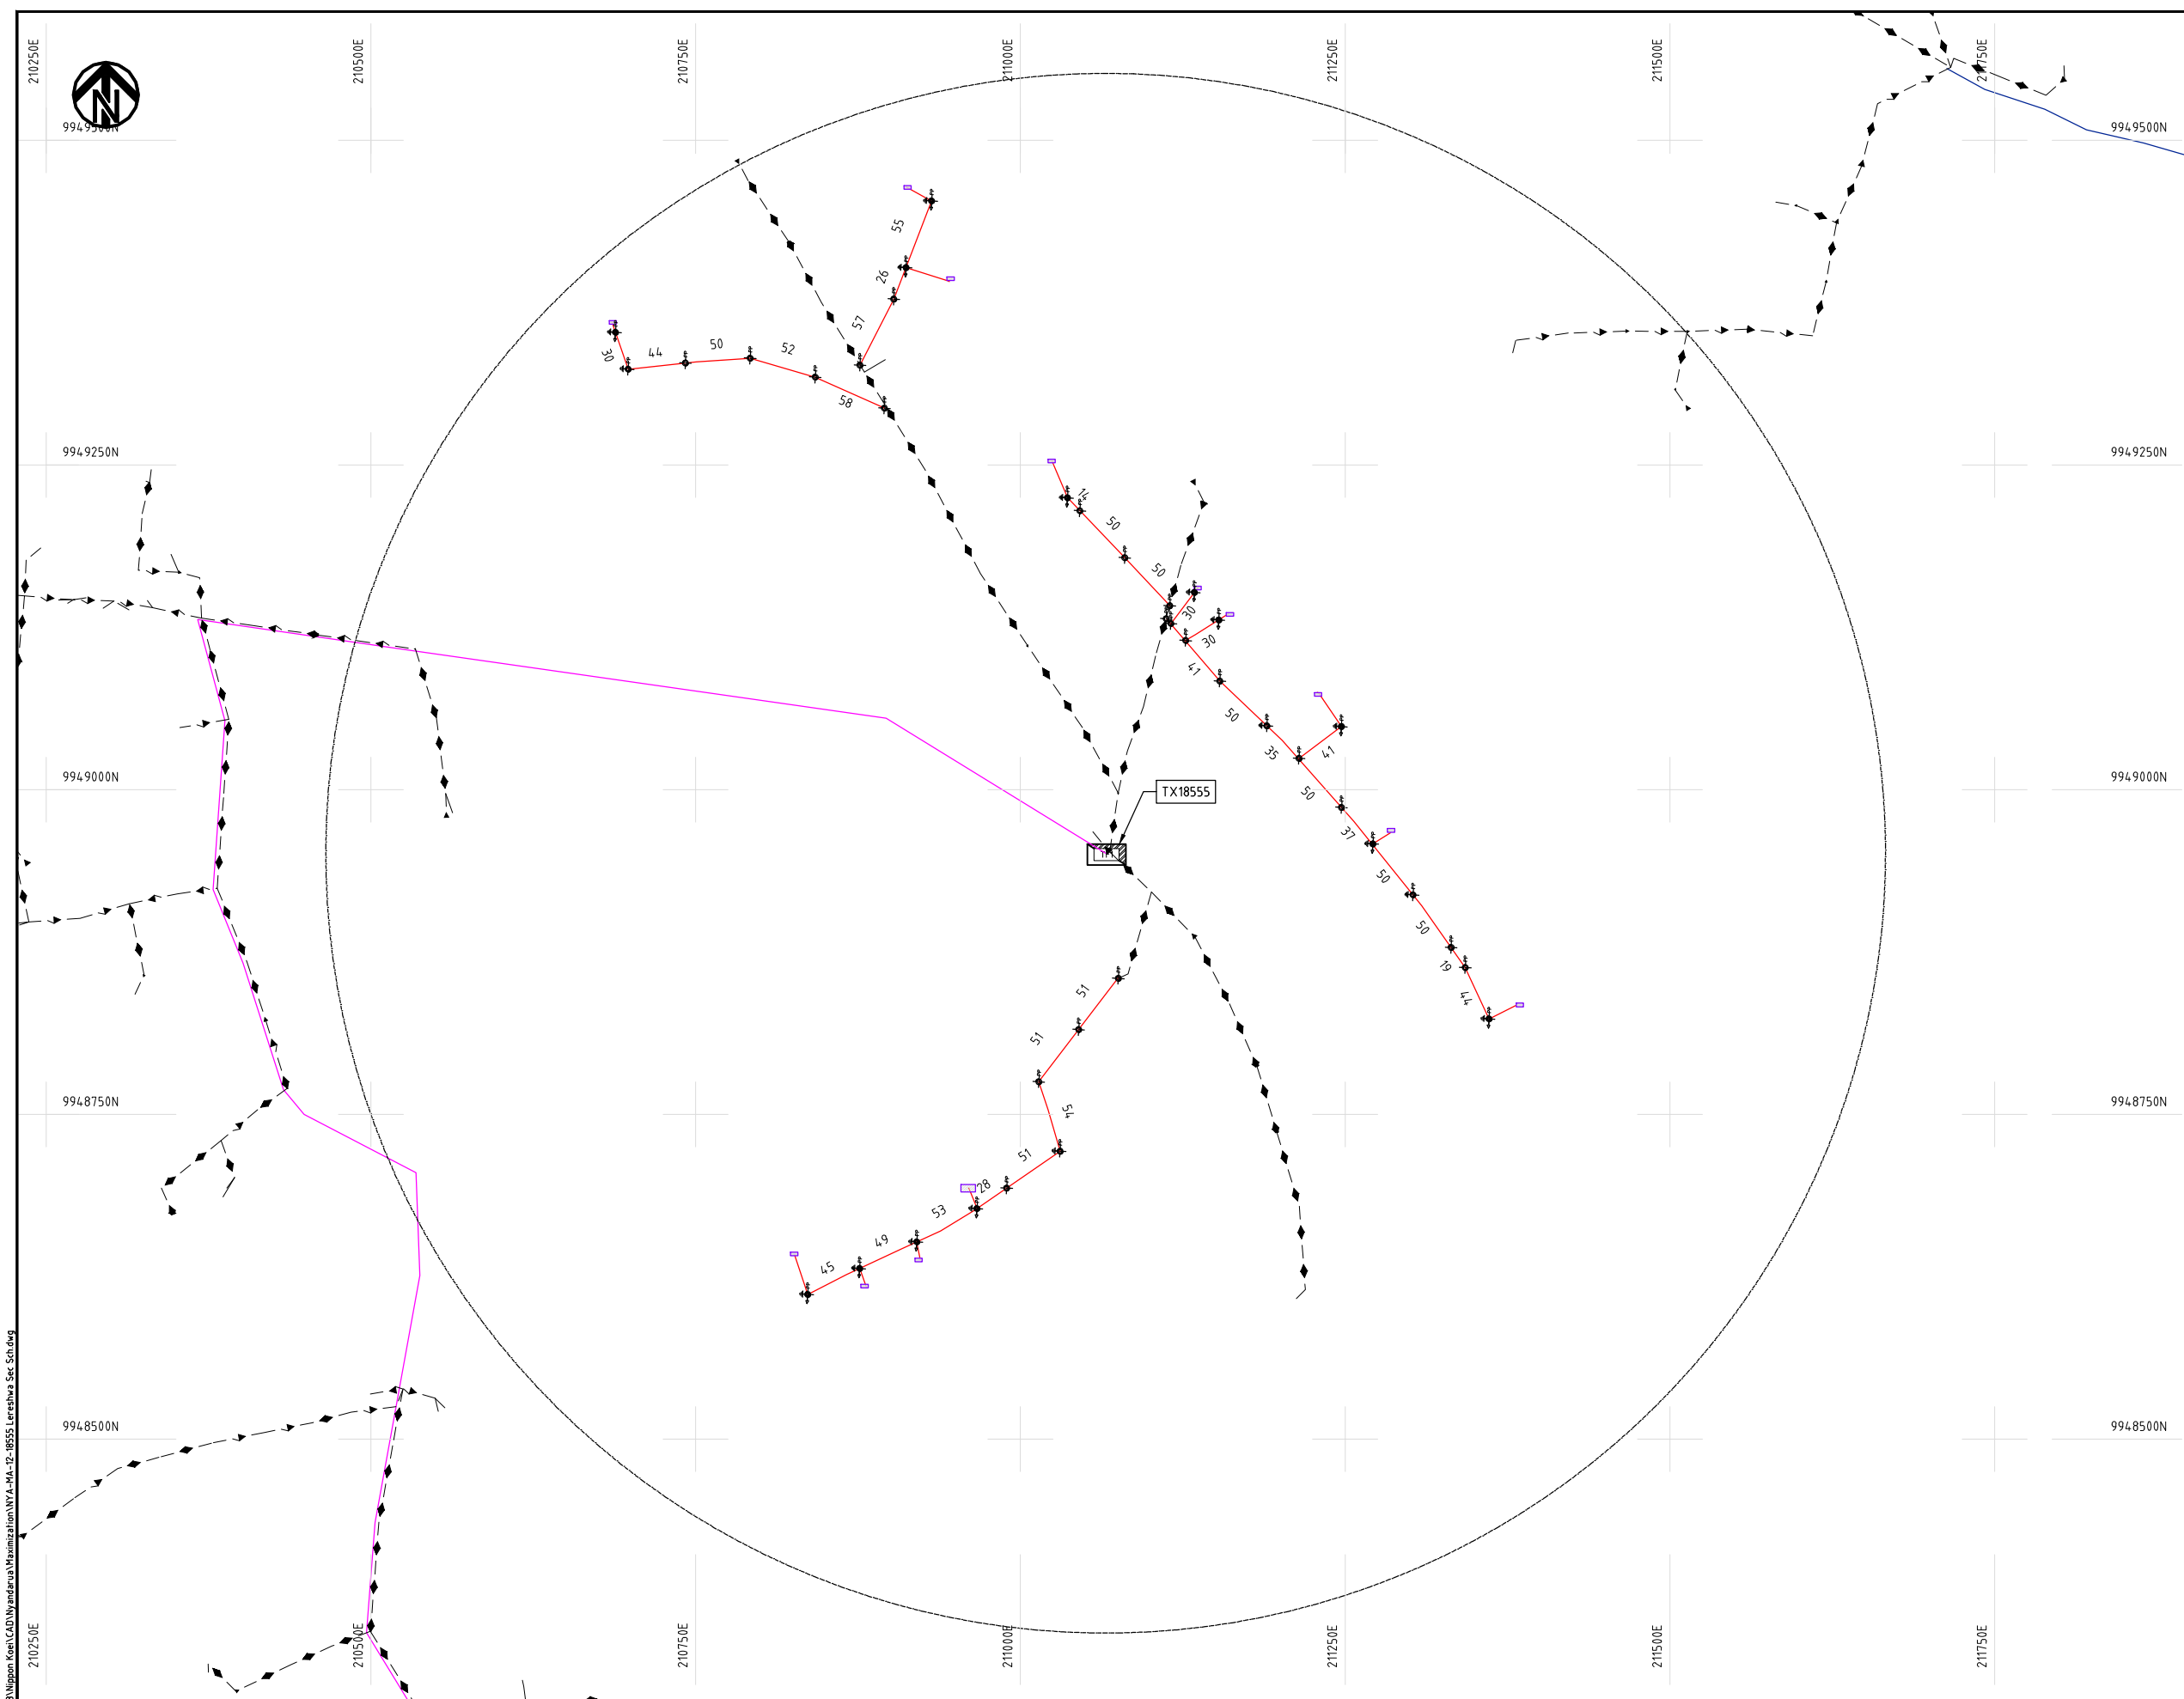 210250E
210500E
210750E
211000E
211250E
211500E
211750E
N
9949500N
9949500N
55
26
57
50
44
52
30
58
9949250N
9949250N
14
50
50
30
30
41
50
35
41
9949000N
9949000N
TX18555
50
37
50
50
19
44
51
51
54
9948750N
9948750N
51
28
53
49
45
9948500N
9948500N
210250E
210500E
210750E
211000E
211250E
211500E
211750E
\Nippon Koei\CAD\Nyandarua\Maximization\NYA-MA-12-18555 Lereshwa Sec Sch.dwg